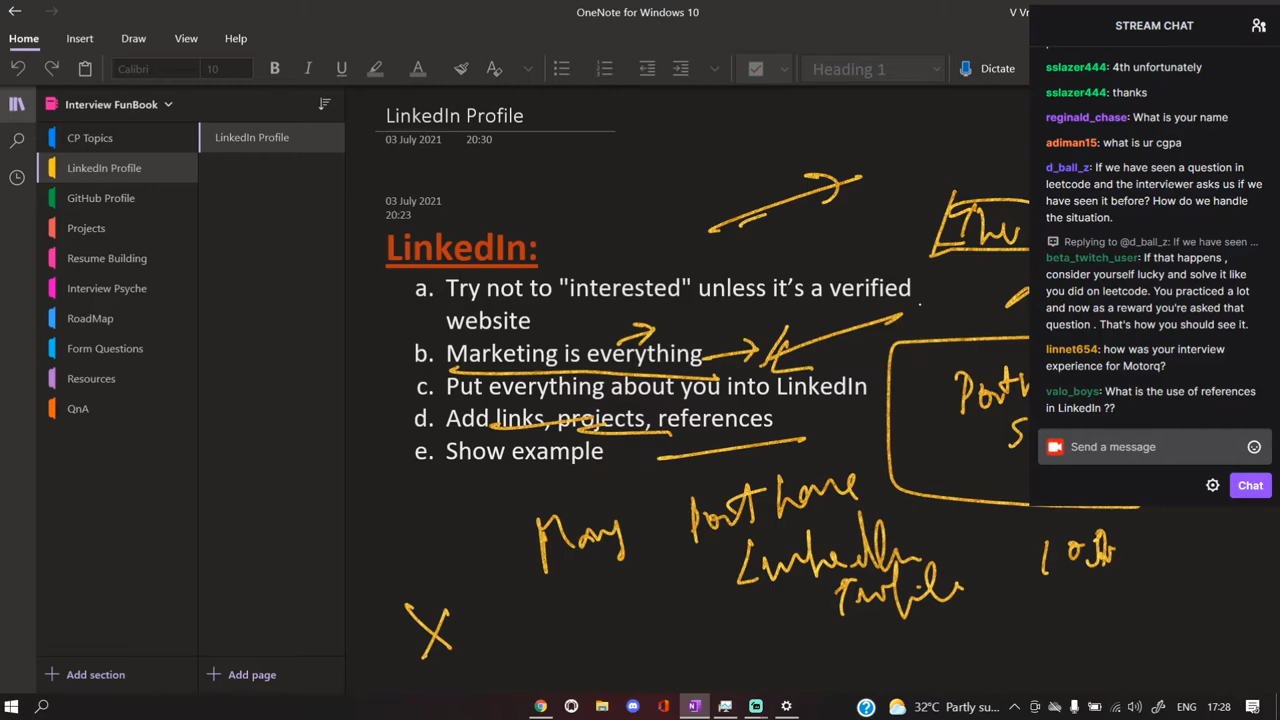 OneNote for Windows 10
V Vr
Home
Insert
Draw
View
Help
Calibri
10
B
I
U
A
Heading 1
Dictate
Interview FunBook
CP Topics
LinkedIn Profile
GitHub Profile
Projects
Resume Building
Interview Psyche
RoadMap
Form Questions
Resources
QnA
Add section
LinkedIn Profile
Add page
LinkedIn Profile
03 July 2021
20:30
03 July 2021
20:23
LinkedIn:
a. Try not to "interested" unless it's a verified
website
b. Marketing is everything
c. Put everything about you into LinkedIn
d. Add links, projects, references
e. Show example
Many
LinkedIn
Profile
X
STREAM CHAT
sslazer444: 4th unfortunately
sslazer444: thanks
reginald_chase: What is your name
adiman15: what is ur cgpa
d_ball_z: If we have seen a question in
leetcode and the interviewer asks us if we
have seen it before? How do we handle
the situation.
Replying to @d_ball_z: If we have seen ...
beta_twitch_user: If that happens ,
consider yourself lucky and solve it like
you did on leetcode. You practiced a lot
and now as a reward you're asked that
question . That's how you should see it.
linnet654: how was your interview
experience for Motorq?
valo_boys: What is the use of references
in LinkedIn ??
Send a message
Chat
32°C Partly su...
ENG
17:28